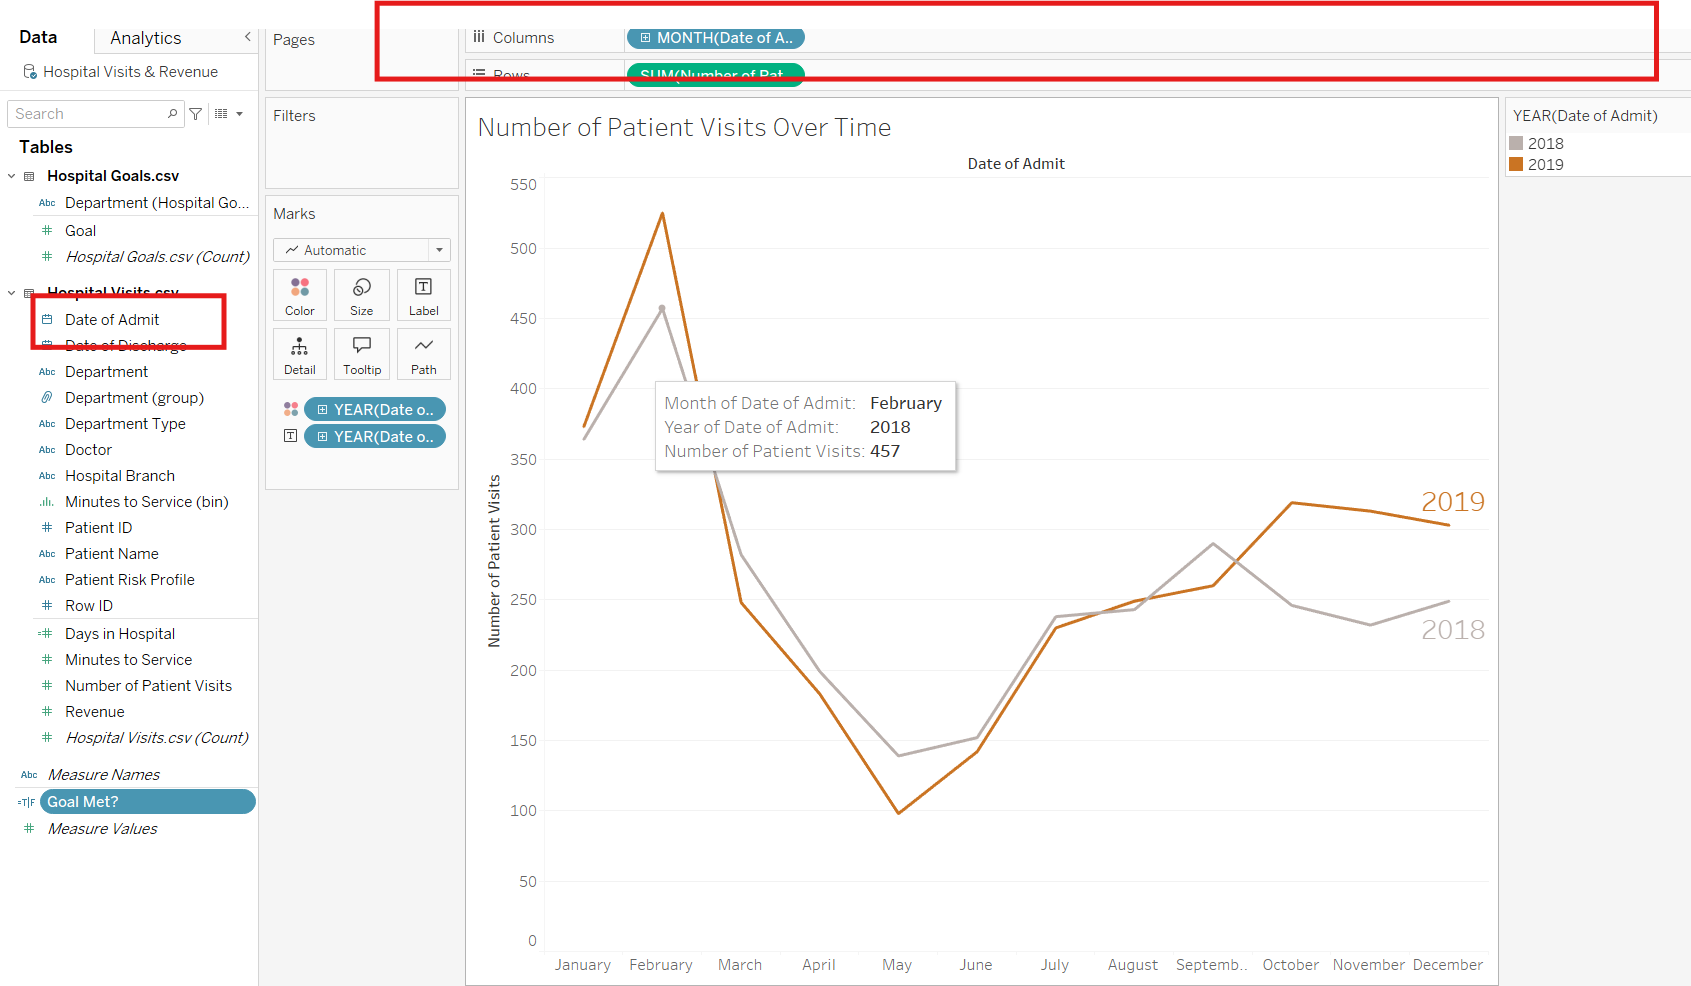 Data
Analytics
Hospital Visits & Revenue
Search
Tables
Hospital Goals.csv
Abc Department (Hospital Go...
Goal
Hospital Goals.csv (Count)
Hospital Visits.csv
Date of Admit
Date of Discharge
Abc Department
Department (group)
Abc Department Type
Abc Doctor
Abc Hospital Branch
Minutes to Service (bin)
Patient ID
Abc Patient Name
Abc Patient Risk Profile
Row ID
Days in Hospital
Minutes to Service
Number of Patient Visits
Revenue
Hospital Visits.csv (Count)
Abc Measure Names
=T|F Goal Met?
Measure Values
Pages
Filters
Marks
Automatic
Color
Size
Label
Detail
Tooltip
Path
YEAR(Date o..
YEAR(Date o..
Columns
MONTH(Date of A..
Rows
SUM(Number of Pat..
Number of Patient Visits Over Time
Date of Admit
Number of Patient Visits
550
500
450
400
350
300
250
200
150
100
50
0
Month of Date of Admit: February
Year of Date of Admit: 2018
Number of Patient Visits: 457
2019
2018
January February March April May June July August Septemb.. October November December
YEAR(Date of Admit)
2018
2019